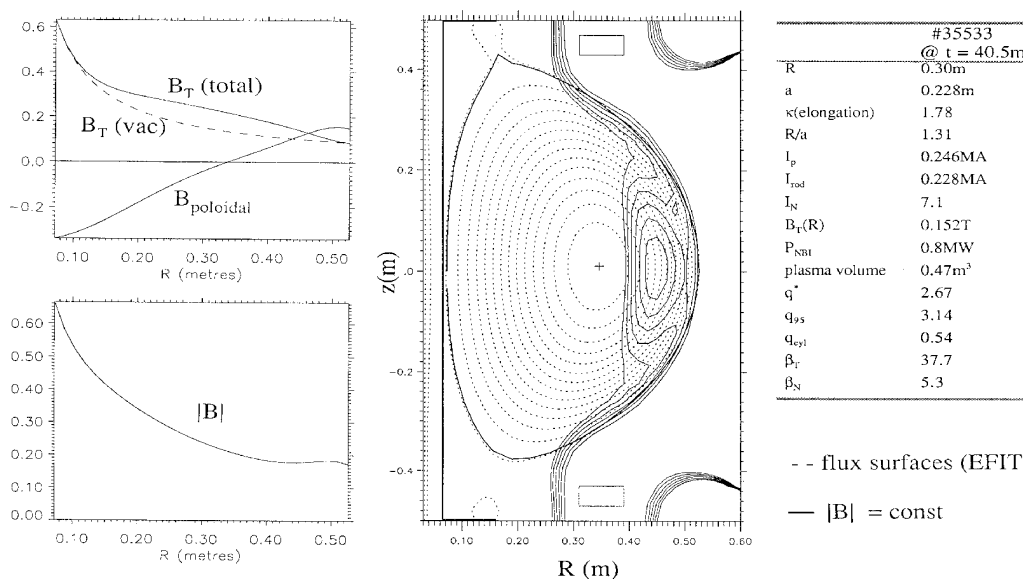 0.6
0.4
0.2
0.0
−0.2
B_T (total)
B_T (vac)
B_poloidal
0.10 0.20 0.30 0.40 0.50
R (metres)
0.60
0.50
0.40
0.30
0.20
0.10
0.00
|B|
0.10 0.20 0.30 0.40 0.50
R (metres)
z(m)
0.4
0.2
.0
−0.2
−0.4
+
0.10 0.20 0.30 0.40 0.50 0.60
R (m)
#35533
@ t = 40.5m
R 0.30m
a 0.228m
κ(elongation) 1.78
R/a 1.31
I_p 0.246MA
I_rod 0.228MA
I_N 7.1
B_T(R) 0.152T
P_NBI 0.8MW
plasma volume 0.47m³
q* 2.67
q_95 3.14
q_cyl 0.54
β_T 37.7
β_N 5.3
-- flux surfaces (EFIT
— |B| = const